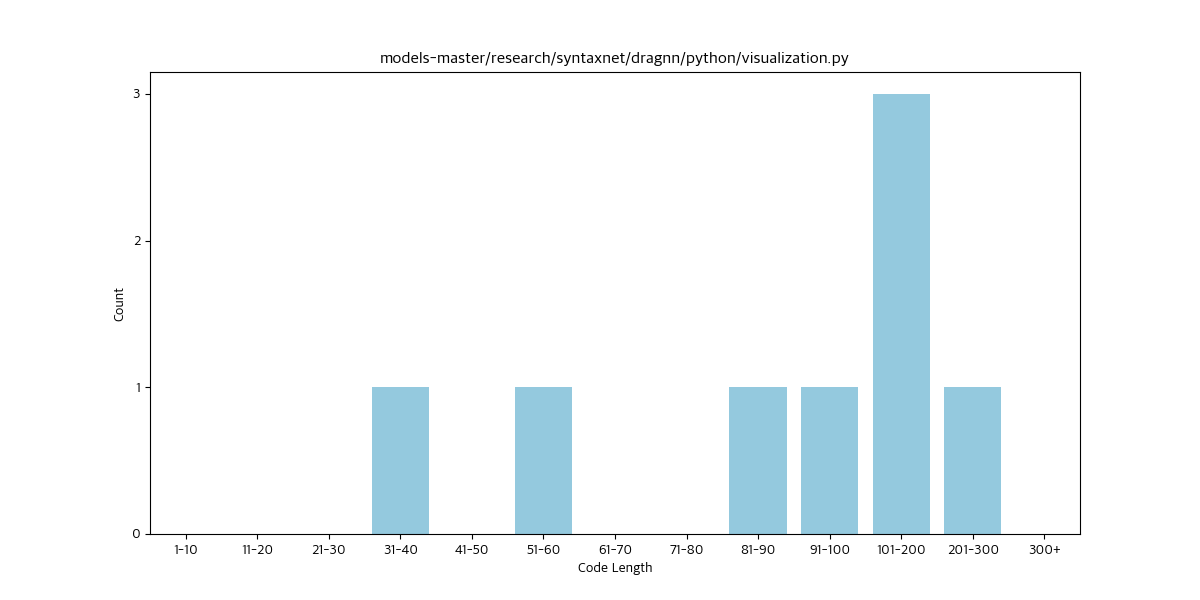 models-master/research/syntaxnet/dragnn/python/visualization.py
3
2
1
0
Count
1-10 11-20 21-30 31-40 41-50 51-60 61-70 71-80 81-90 91-100 101-200 201-300 300+
Code Length